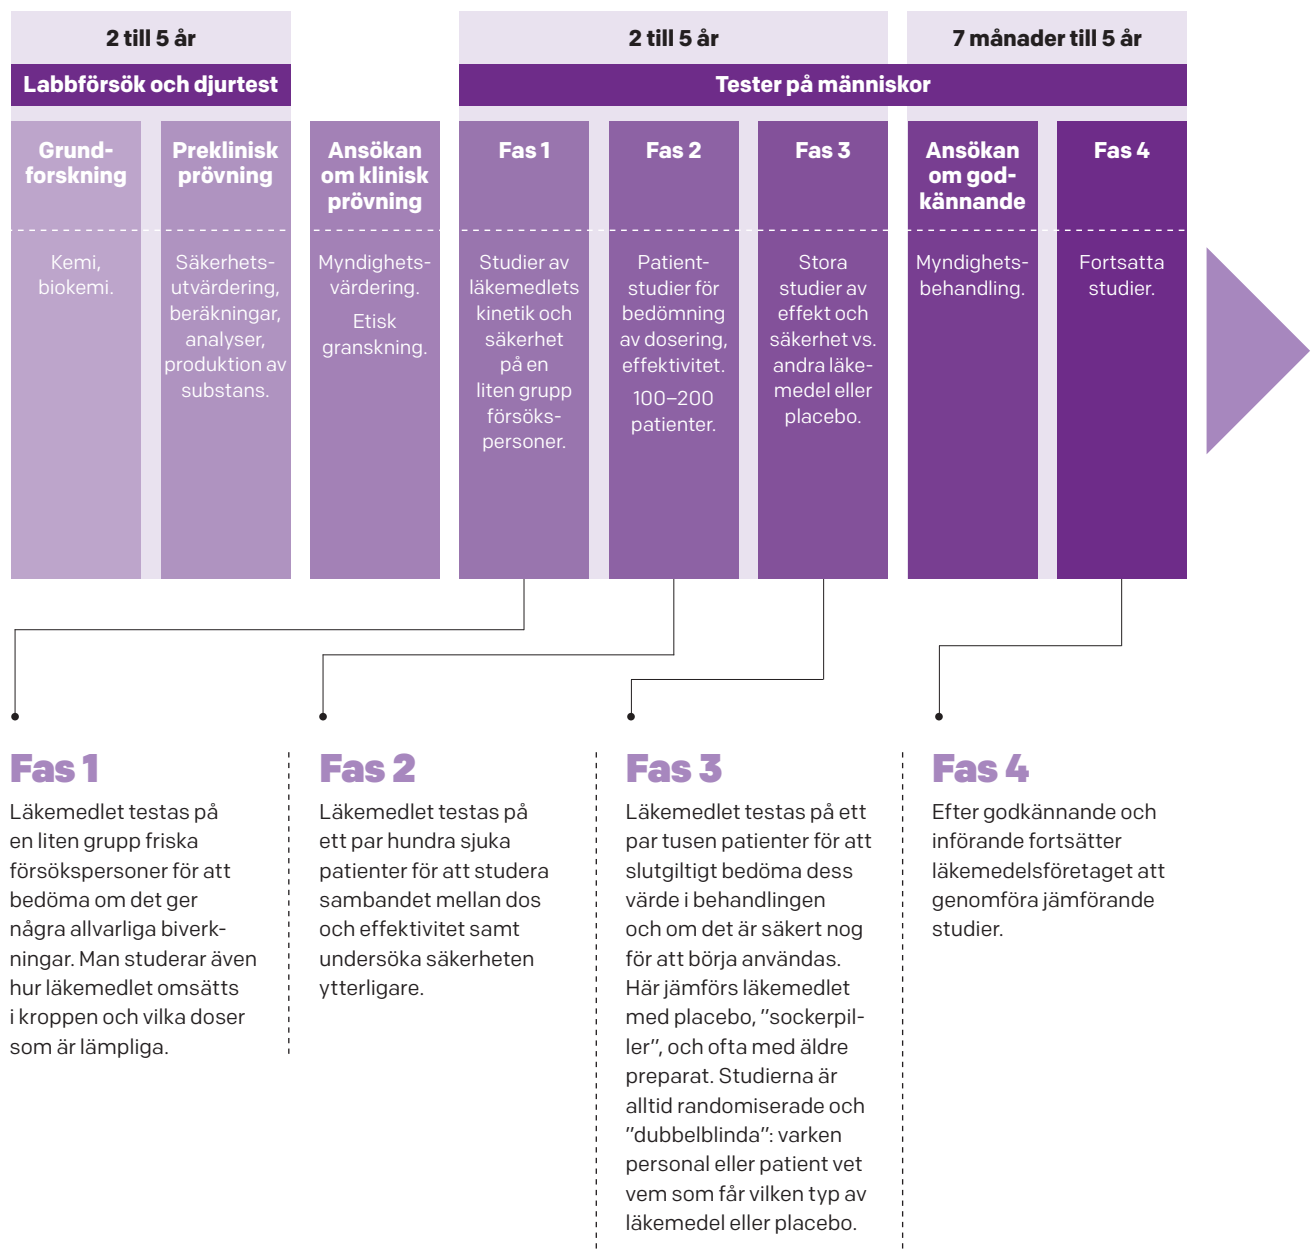 2 till 5 år
2 till 5 år
7 månader till 5 år
Labbförsök och djurtest
Tester på människor
Grund-
forskning
Kemi,
biokemi.
Preklinisk
prövning
Säkerhets-
utvärdering,
beräkningar,
analyser,
produktion av
substans.
Ansökan
om klinisk
prövning
Myndighets-
värdering.
Etisk
granskning.
Fas 1
Studier av
läkemedlets
kinetik och
säkerhet
på en
liten grupp
försöks-
personer.
Fas 2
Patient-
studier för
bedömning
av dosering,
effektivitet.
100–200
patienter.
Fas 3
Stora
studier av
effekt och
säkerhet vs.
andra läke-
medel eller
placebo.
Ansökan
om god-
kännande
Myndighets-
behandling.
Fas 4
Fortsatta
studier.
Fas 1
Läkemedlet testas på
en liten grupp friska
försökspersoner för att
bedöma om det ger
några allvarliga biverk-
ningar. Man studerar även
hur läkemedlet omsätts
i kroppen och vilka doser
som är lämpliga.
Fas 2
Läkemedlet testas på
ett par hundra sjuka
patienter för att studera
sambandet mellan dos
och effektivitet samt
undersöka säkerheten
ytterligare.
Fas 3
Läkemedlet testas på ett
par tusen patienter för att
slutgiltigt bedöma dess
värde i behandlingen
och om det är säkert nog
för att börja användas.
Här jämförs läkemedlet
med placebo, ”sockerpil-
ler”, och ofta med äldre
preparat. Studierna är
alltid randomiserade och
”dubbelblinda”: varken
personal eller patient vet
vem som får vilken typ av
läkemedel eller placebo.
Fas 4
Efter godkännande och
införande fortsätter
läkemedelsföretaget att
genomföra jämförande
studier.